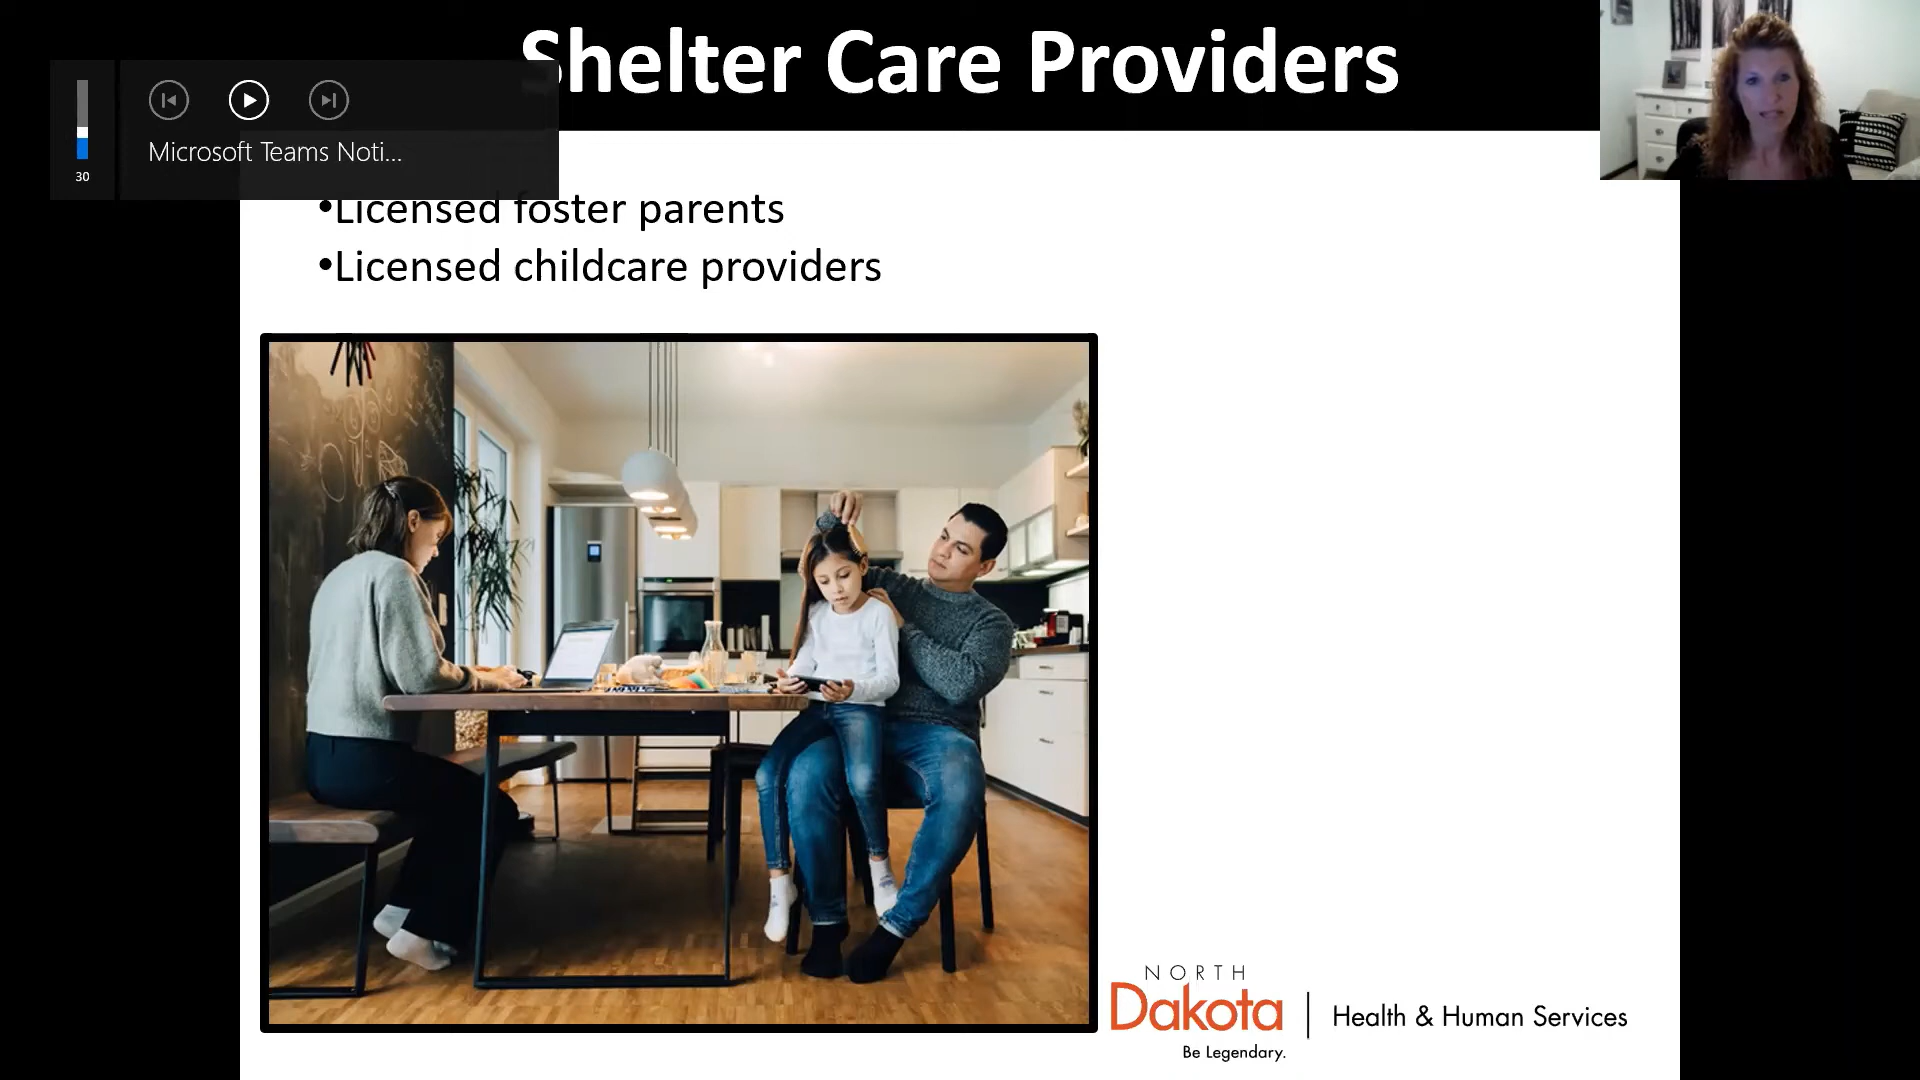 Shelter Care Providers
30
Microsoft Teams Noti...
•Licensed foster parents
•Licensed childcare providers
NORTH
Dakota
Be Legendary.
Health & Human Services